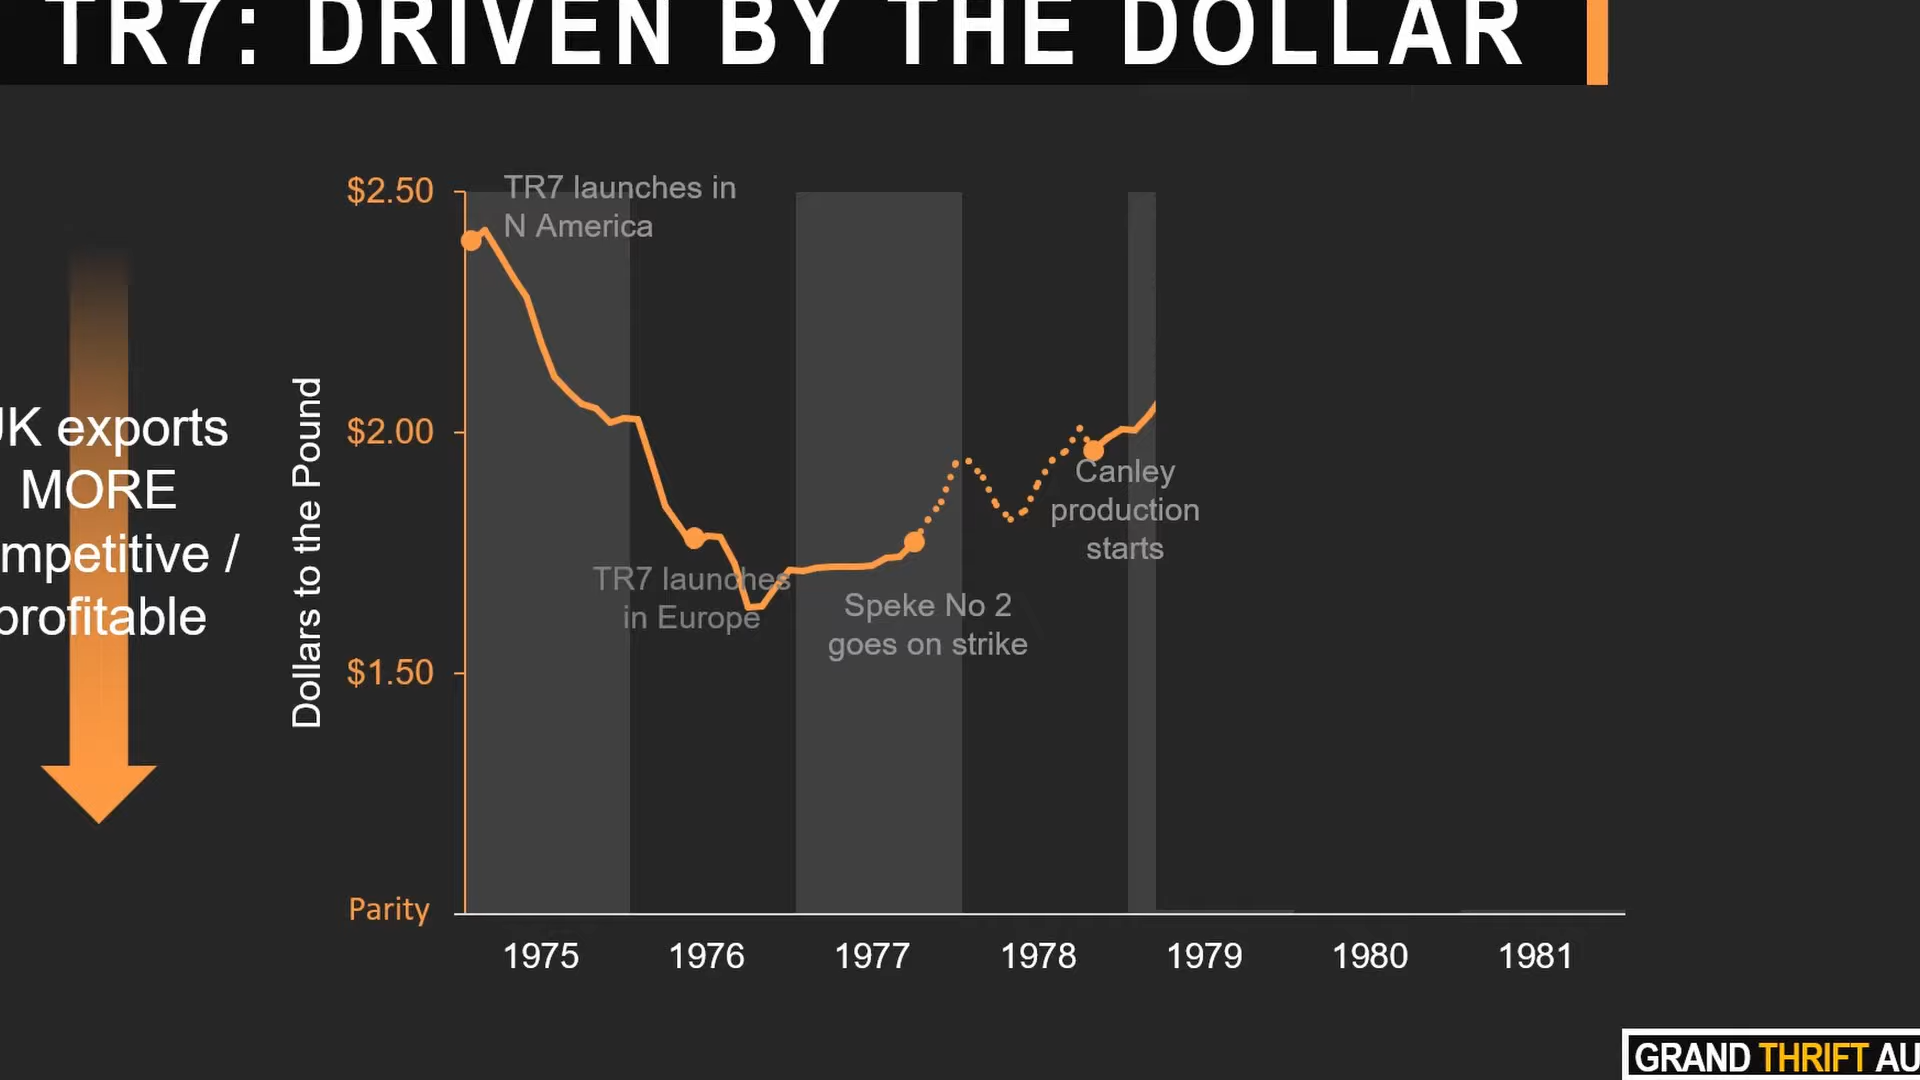 TR7: DRIVEN BY THE DOLLAR
$2.50
$2.00
$1.50
Parity
Dollars to the Pound
TR7 launches in
N America
TR7 launches
in Europe
Speke No 2
goes on strike
Canley
production
starts
UK exports
MORE
mpetitive /
profitable
1975 1976 1977 1978 1979 1980 1981
GRAND THRIFT AU